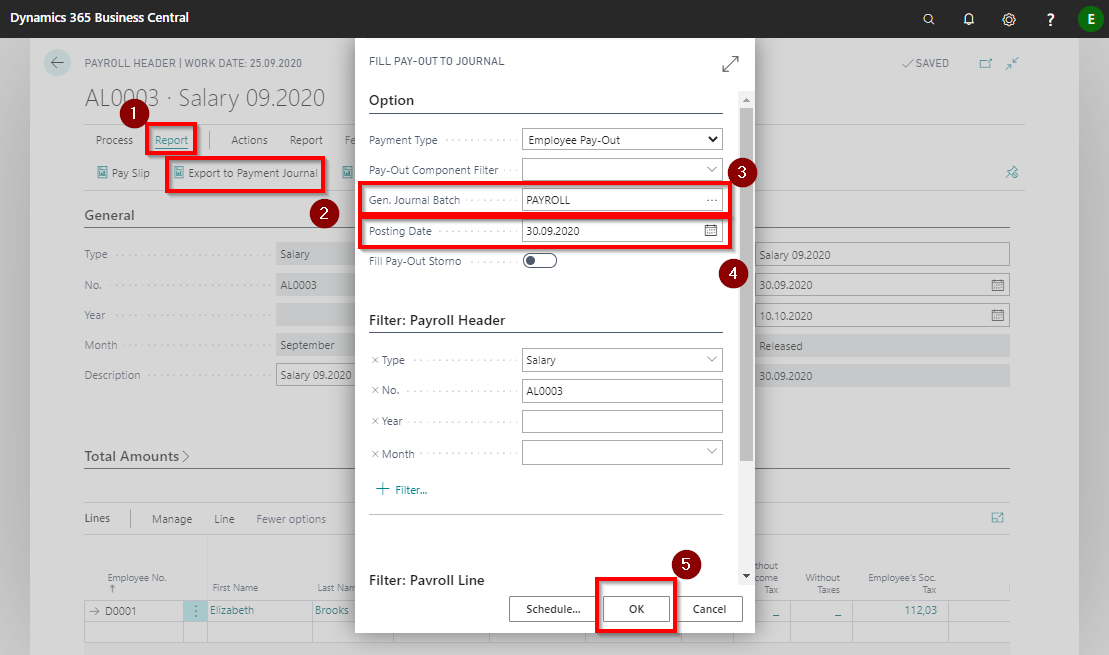 Dynamics 365 Business Central
?
E
PAYROLL HEADER | WORK DATE: 25.09.2020
SAVED
AL0003 · Salary 09.2020
1
Process
Report
Actions
Report
Fe
Pay Slip
Export to Payment Journal
2
General
Type
Salary
No.
AL0003
Year
Month
September
Description
Salary 09.2020
Salary 09.2020
30.09.2020
10.10.2020
Released
30.09.2020
Total Amounts
Lines
Manage
Line
Fewer options
Employee No.
First Name
Last Nam
thout
come
Tax
Without
Taxes
Employee's Soc.
Tax
D0001
Elizabeth
Brooks
_
_
112,03
FILL PAY-OUT TO JOURNAL
Option
Payment Type
Employee Pay-Out
Pay-Out Component Filter
3
Gen. Journal Batch
PAYROLL
Posting Date
30.09.2020
Fill Pay-Out Storno
4
Filter: Payroll Header
× Type
Salary
× No.
AL0003
× Year
× Month
+ Filter...
Filter: Payroll Line
5
Schedule...
OK
Cancel